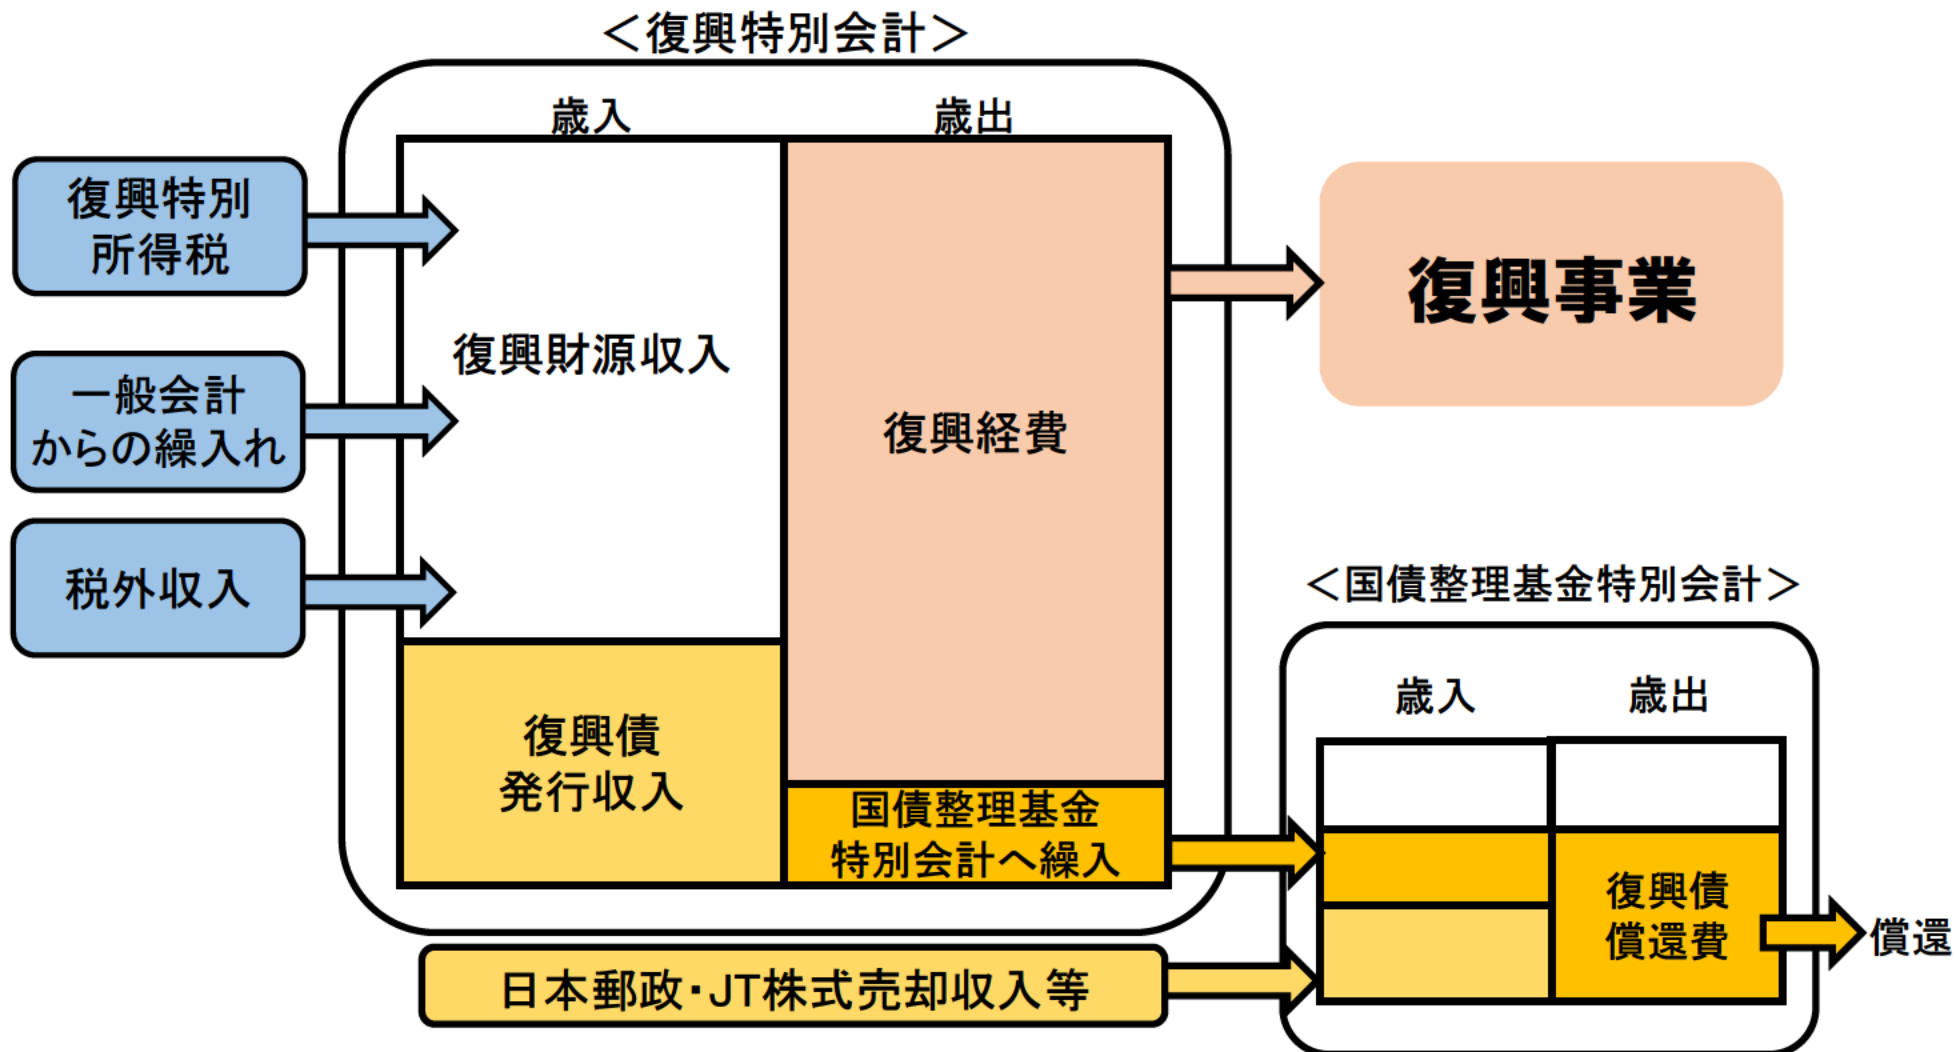 ＜復興特別会計＞
歳入
歳出
復興特別
所得税
一般会計
からの繰入れ
税外収入
復興財源収入
復興債
発行収入
復興経費
国債整理基金
特別会計へ繰入
復興事業
日本郵政・JT株式売却収入等
＜国債整理基金特別会計＞
歳入
歳出
復興債
償還費
償還